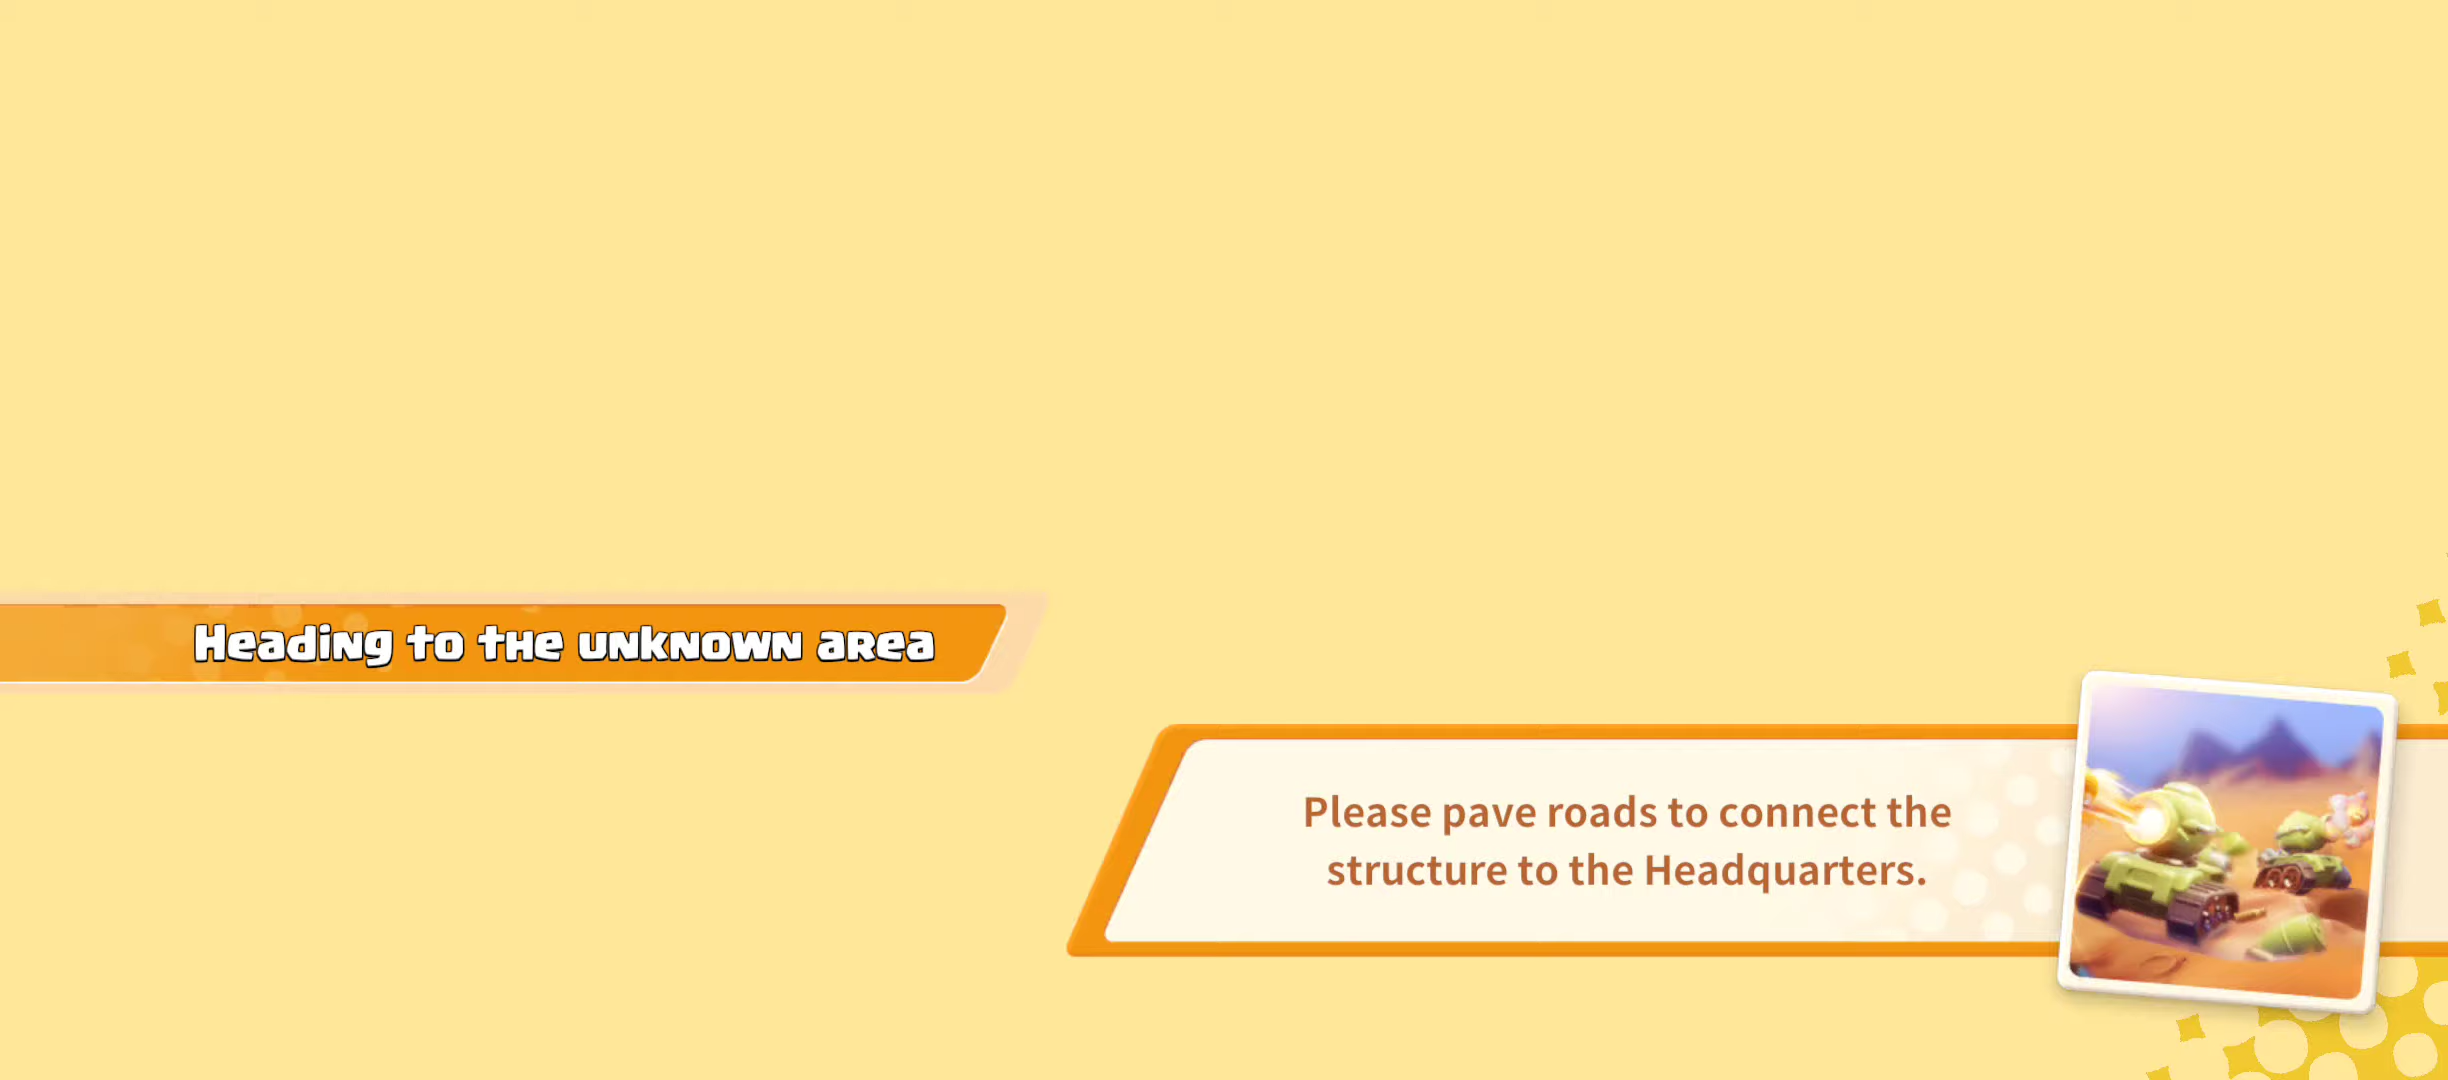 Heading to the unknown area
Please pave roads to connect the
structure to the Headquarters.